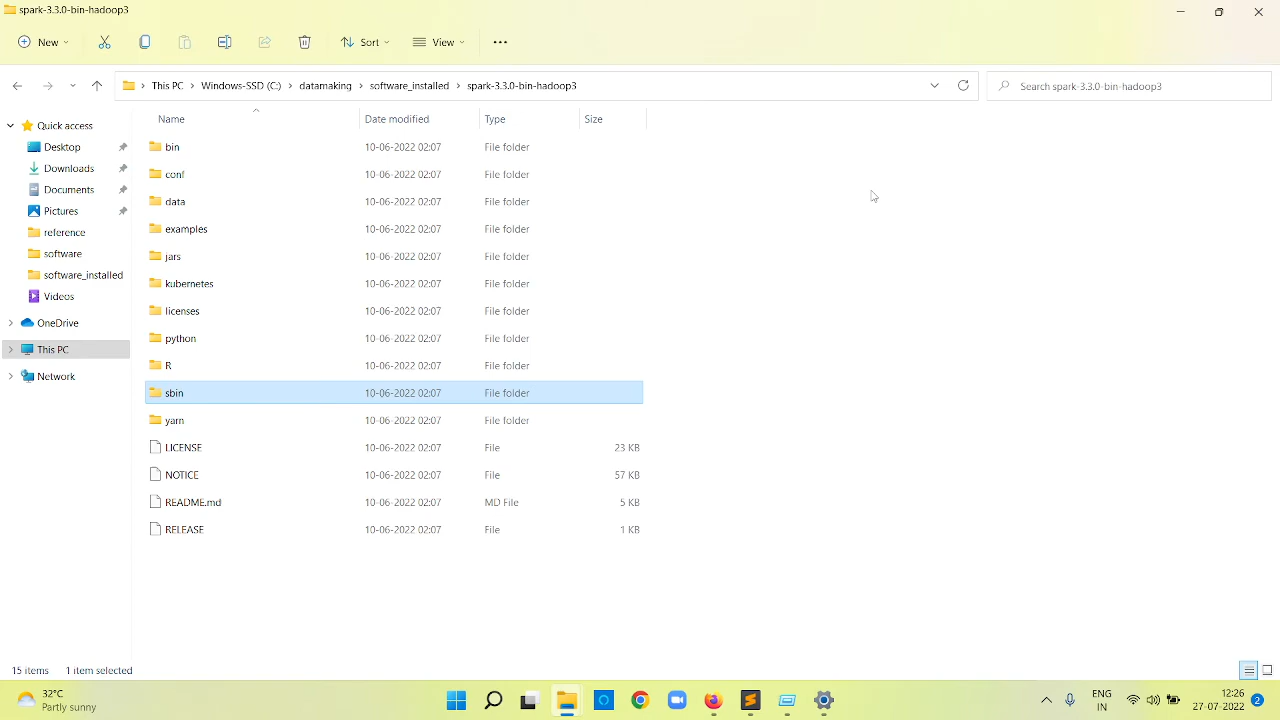 spark-3.3.0-bin-hadoop3
New
Sort
View
This PC > Windows-SSD (C:) > datamaking > software_installed > spark-3.3.0-bin-hadoop3
Search spark-3.3.0-bin-hadoop3
Quick access
Desktop
Downloads
Documents
Pictures
reference
software
software_installed
Videos
OneDrive
This PC
Network
Name Date modified Type Size
bin 10-06-2022 02:07 File folder
conf 10-06-2022 02:07 File folder
data 10-06-2022 02:07 File folder
examples 10-06-2022 02:07 File folder
jars 10-06-2022 02:07 File folder
kubernetes 10-06-2022 02:07 File folder
licenses 10-06-2022 02:07 File folder
python 10-06-2022 02:07 File folder
R 10-06-2022 02:07 File folder
sbin 10-06-2022 02:07 File folder
yarn 10-06-2022 02:07 File folder
LICENSE 10-06-2022 02:07 File 23 KB
NOTICE 10-06-2022 02:07 File 57 KB
README.md 10-06-2022 02:07 MD File 5 KB
RELEASE 10-06-2022 02:07 File 1 KB
15 items 1 item selected
32°C
Partly sunny
ENG
IN
12:26
27-07-2022
2